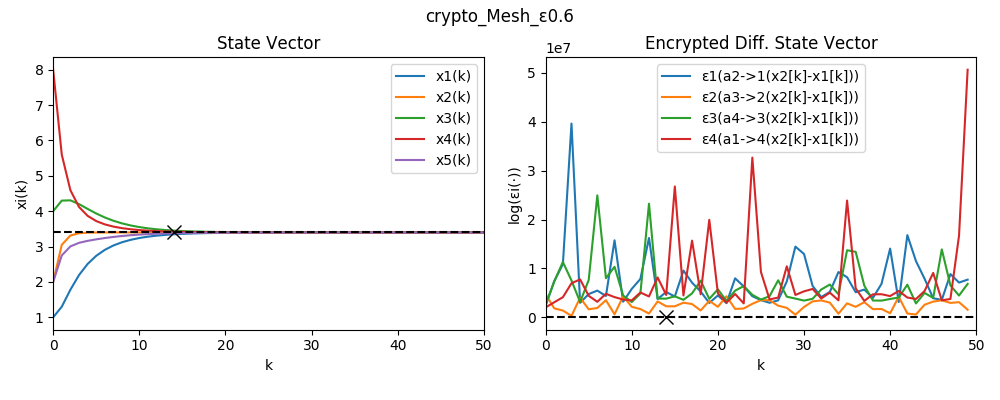 crypto_Mesh_ε0.6
State Vector
xi(k)
8
7
6
5
4
3
2
1
x1(k)
x2(k)
x3(k)
x4(k)
x5(k)
0 10 20 30 40 50
k
Encrypted Diff. State Vector
1e7
log(εi(·))
5
4
3
2
1
0
ε1(a2->1(x2[k]-x1[k]))
ε2(a3->2(x2[k]-x1[k]))
ε3(a4->3(x2[k]-x1[k]))
ε4(a1->4(x2[k]-x1[k]))
0 10 20 30 40 50
k